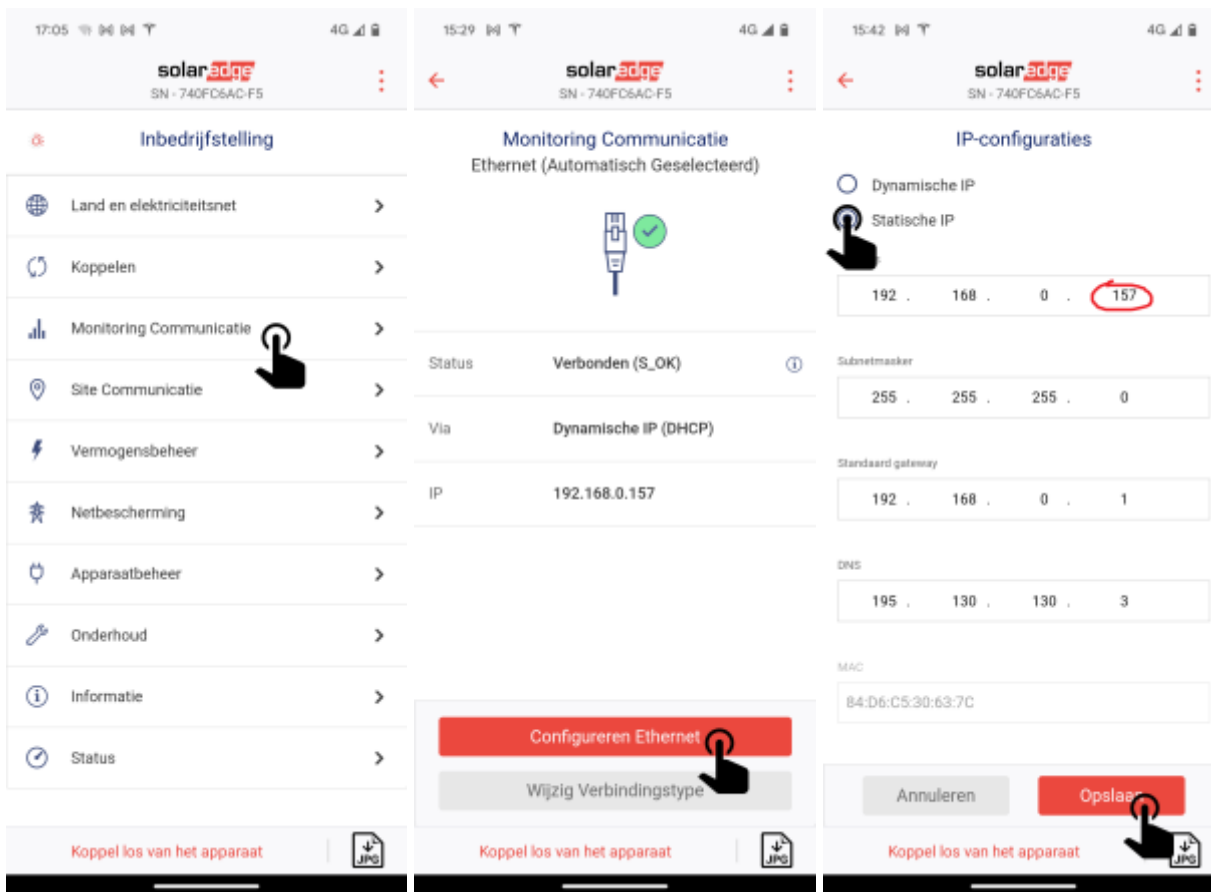 17:05
4G
solaredge
SN - 740FC6AC-F5
Inbedrijfstelling
Land en elektriciteitsnet
Koppelen
Monitoring Communicatie
Site Communicatie
Vermogensbeheer
Netbescherming
Apparaatbeheer
Onderhoud
Informatie
Status
Koppel los van het apparaat
JPG
15:29
4G
solaredge
SN - 740FC6AC-F5
Monitoring Communicatie
Ethernet (Automatisch Geselecteerd)
Status Verbonden (S_OK)
Via Dynamische IP (DHCP)
IP 192.168.0.157
Configureren Ethernet
Wijzig Verbindingstype
Koppel los van het apparaat
JPG
15:42
4G
solaredge
SN - 740FC6AC-F5
IP-configuraties
Dynamische IP
Statische IP
192 . 168 . 0 . 157
Subnetmasker
255 . 255 . 255 . 0
Standaard gateway
192 . 168 . 0 . 1
DNS
195 . 130 . 130 . 3
MAC
84:D6:C5:30:63:7C
Annuleren
Opslaan
Koppel los van het apparaat
JPG